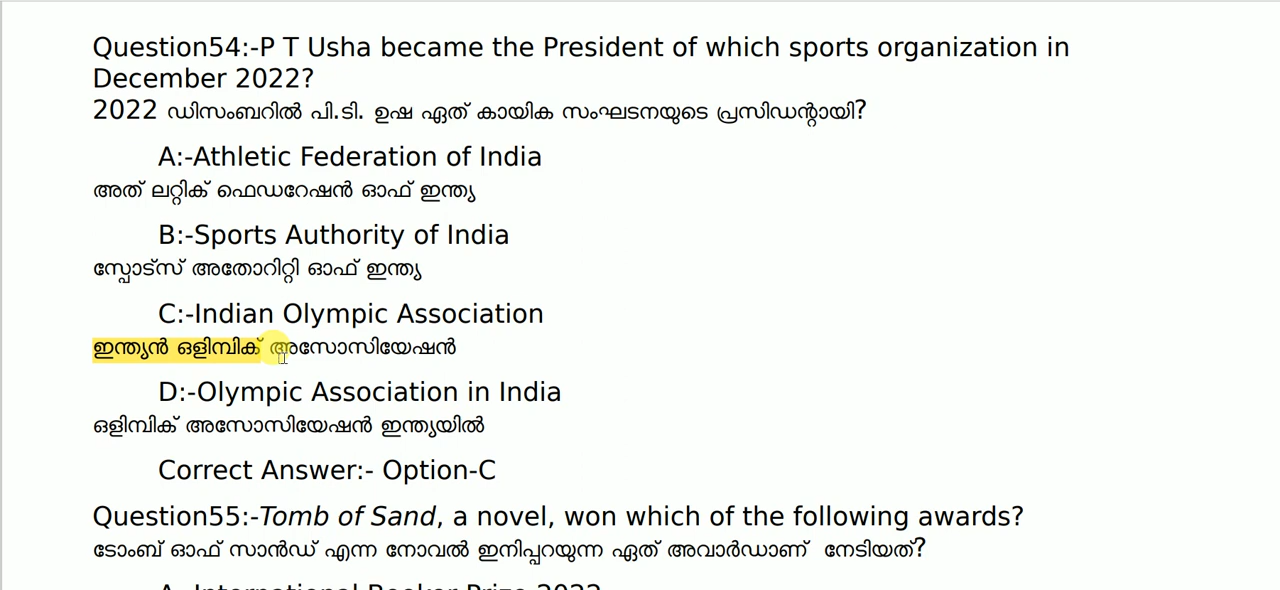 Question54:-P T Usha became the President of which sports organization in
December 2022?
2022 ഡിസംബറിൽ പി.ടി. ഉഷ ഏത് കായിക സംഘടനയുടെ പ്രസിഡന്റായി?
A:-Athletic Federation of India
അത് ലറ്റിക് ഫെഡറേഷൻ ഓഫ് ഇന്ത്യ
B:-Sports Authority of India
സ്പോട്സ് അതോറിറ്റി ഓഫ് ഇന്ത്യ
C:-Indian Olympic Association
ഇന്ത്യൻ ഒളിമ്പിക് അസോസിയേഷൻ
D:-Olympic Association in India
ഒളിമ്പിക് അസോസിയേഷൻ ഇന്ത്യയിൽ
Correct Answer:- Option-C
Question55:-Tomb of Sand, a novel, won which of the following awards?
ടോംബ് ഓഫ് സാൻഡ് എന്ന നോവൽ ഇനിപ്പറയുന്ന ഏത് അവാർഡാണ് നേടിയത്?
A:-International Booker Prize 2022